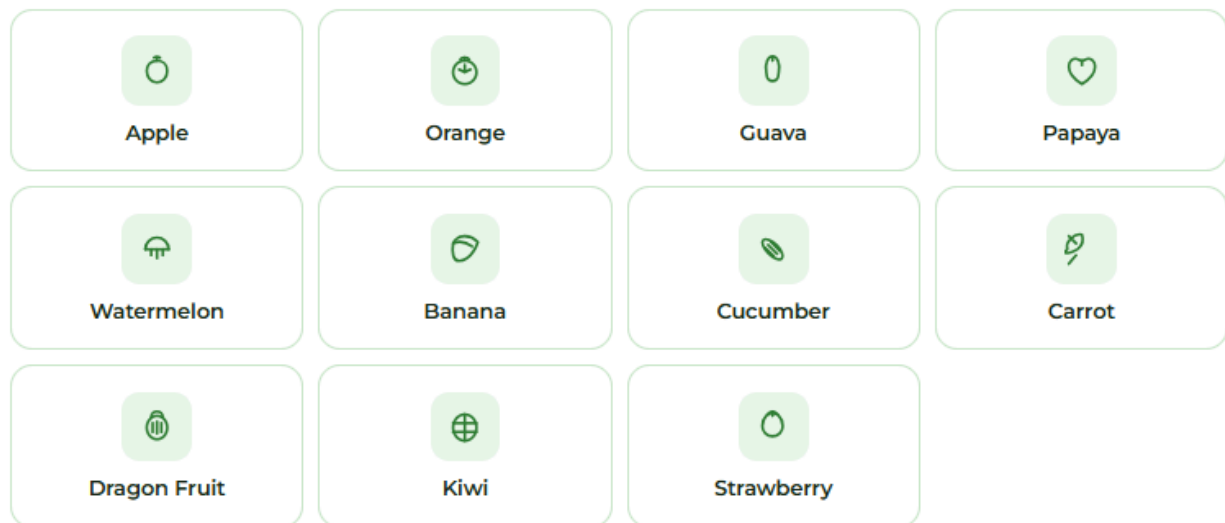 Apple
Orange
Guava
Papaya
Watermelon
Banana
Cucumber
Carrot
Dragon Fruit
Kiwi
Strawberry